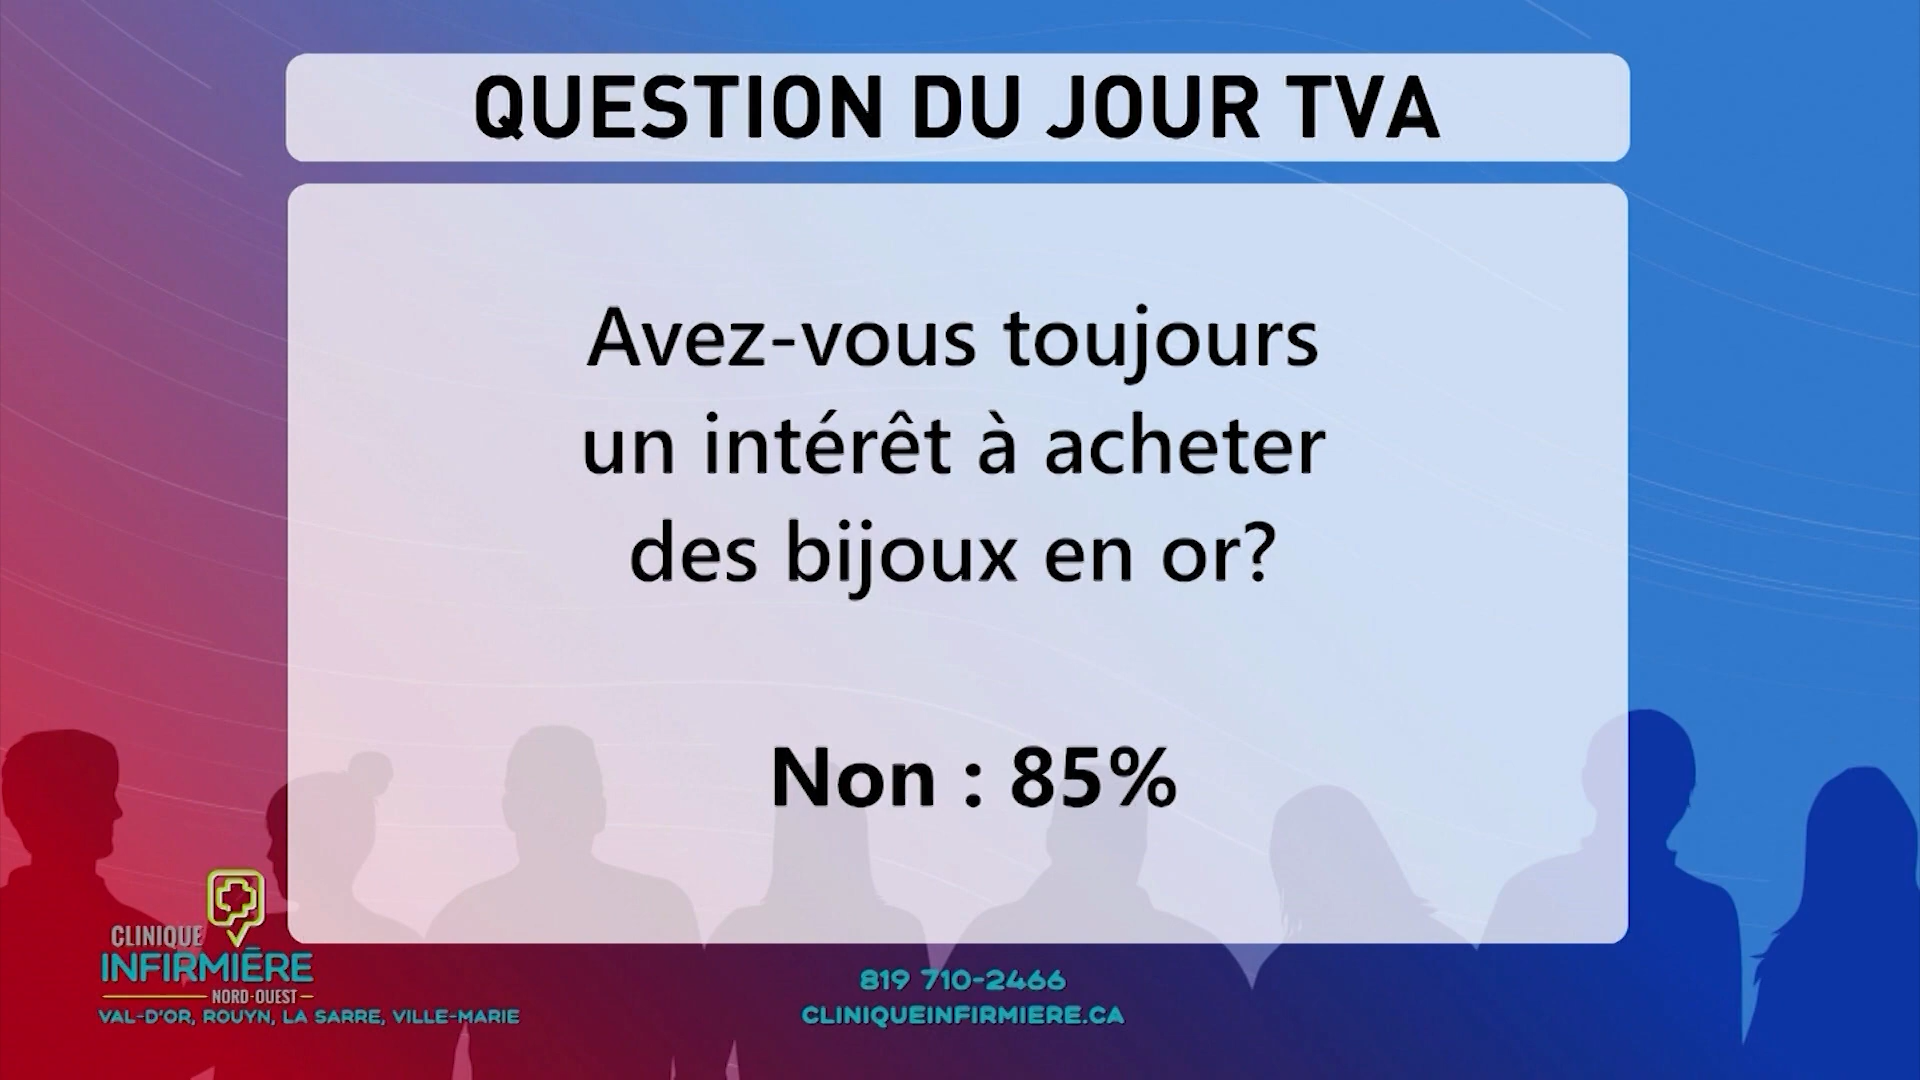 QUESTION DU JOUR TVA
Avez-vous toujours
un intérêt à acheter
des bijoux en or?
Non : 85%
CLINIQUE
INFIRMIÈRE
NORD-OUEST
VAL-D'OR, ROUYN, LA SARRE, VILLE-MARIE
819 710-2466
CLINIQUEINFIRMIERE.CA